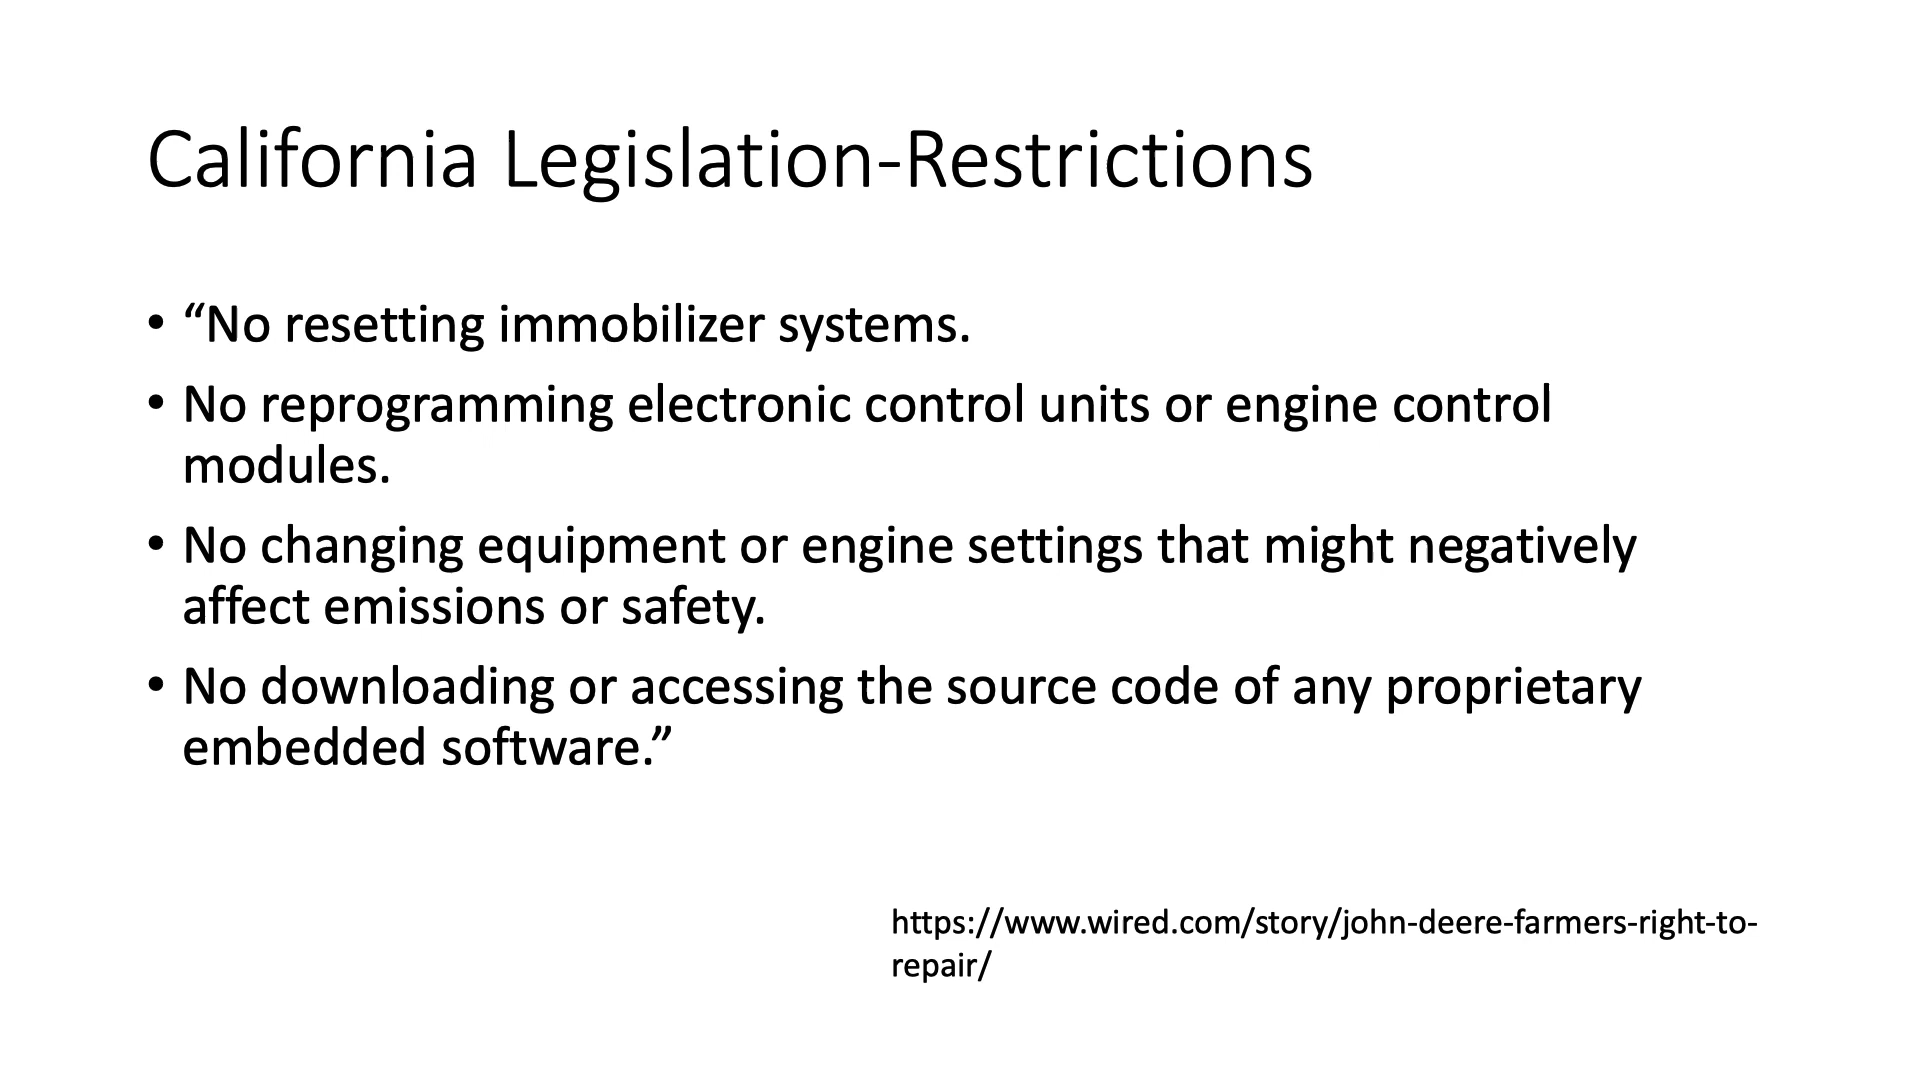 California Legislation-Restrictions
• “No resetting immobilizer systems.
• No reprogramming electronic control units or engine control
modules.
• No changing equipment or engine settings that might negatively
affect emissions or safety.
• No downloading or accessing the source code of any proprietary
embedded software.”
https://www.wired.com/story/john-deere-farmers-right-to-
repair/